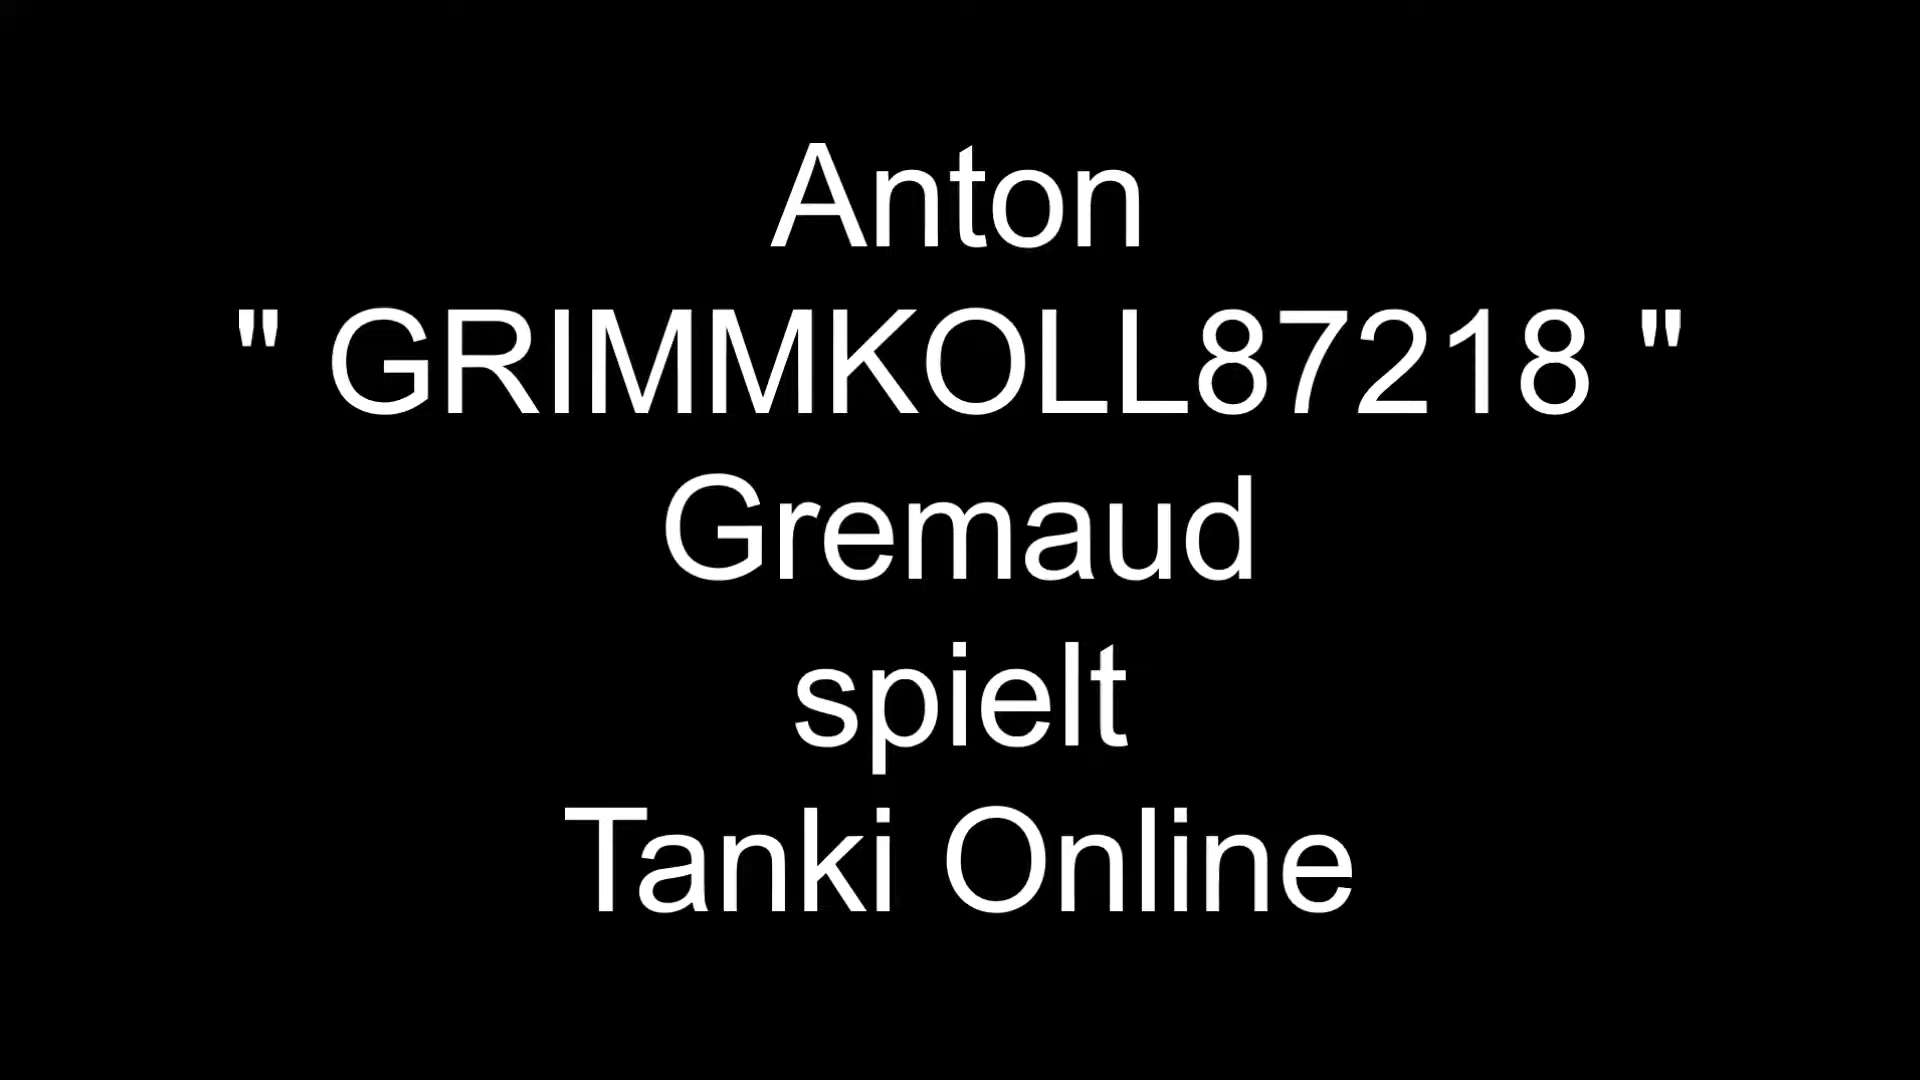 Anton
" GRIMMKOLL87218 "
Gremaud
spielt
Tanki Online